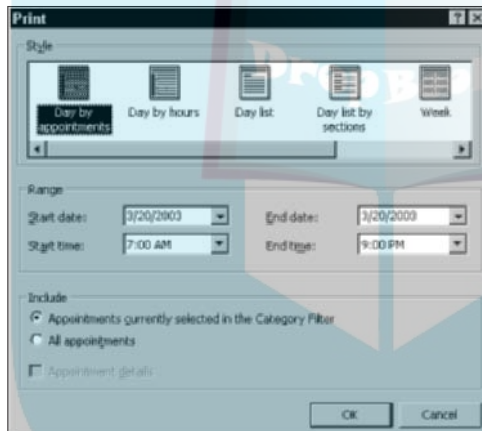 Print
Style
Day by appointments
Day by hours
Day list
Day list by sections
Week
Range
Start date: 3/20/2003 End date: 3/20/2003
Start time: 7:00 AM End time: 9:00 PM
Include
Appointments currently selected in the Category Filter
All appointments
Appointment details
OK Cancel